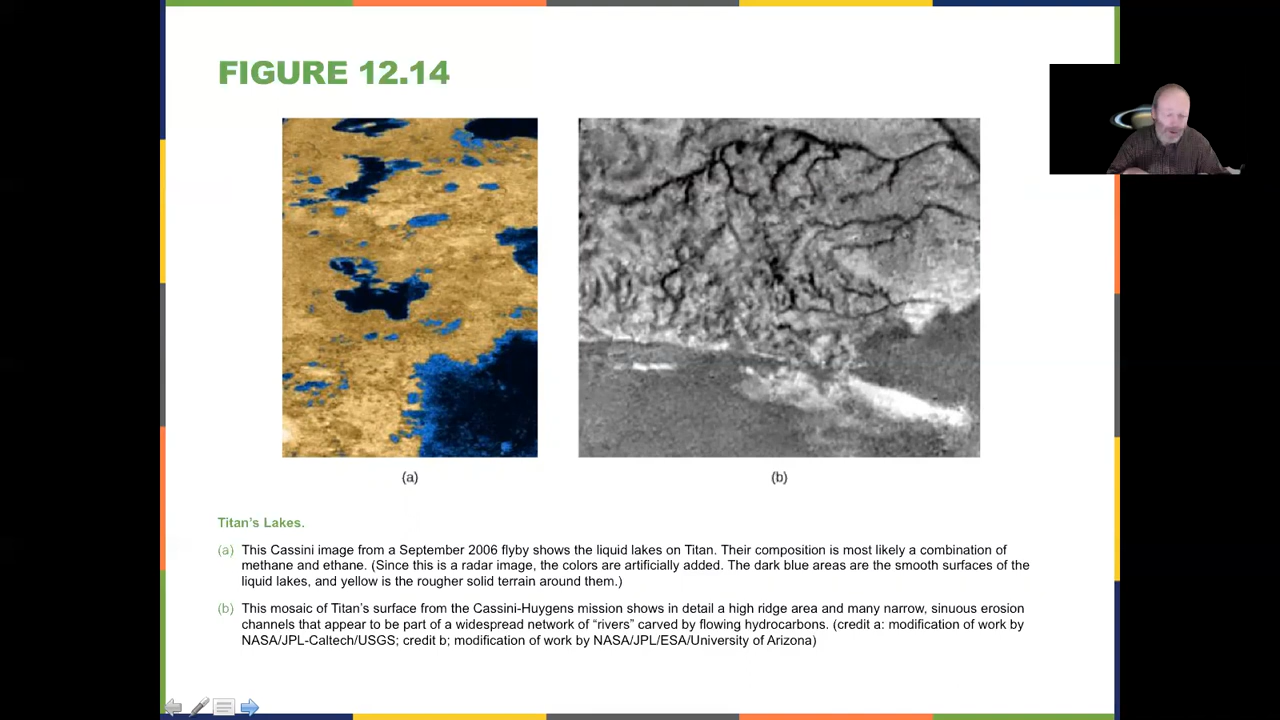 FIGURE 12.14
(a)
(b)
Titan’s Lakes.
(a) This Cassini image from a September 2006 flyby shows the liquid lakes on Titan. Their composition is most likely a combination of
methane and ethane. (Since this is a radar image, the colors are artificially added. The dark blue areas are the smooth surfaces of the
liquid lakes, and yellow is the rougher solid terrain around them.)
(b) This mosaic of Titan’s surface from the Cassini-Huygens mission shows in detail a high ridge area and many narrow, sinuous erosion
channels that appear to be part of a widespread network of “rivers” carved by flowing hydrocarbons. (credit a: modification of work by
NASA/JPL-Caltech/USGS; credit b; modification of work by NASA/JPL/ESA/University of Arizona)